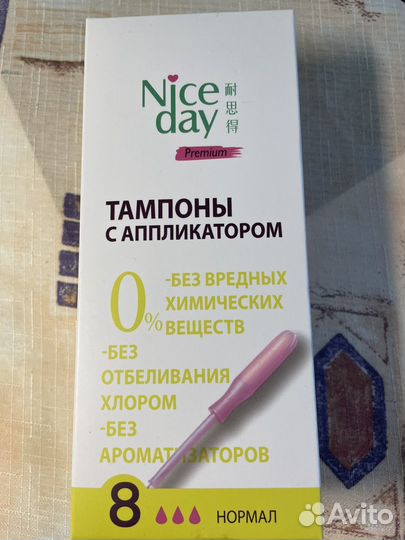 Nice
day
耐思得
Premium
ТАМПОНЫ
С АППЛИКАТОРОМ
0%
-БЕЗ ВРЕДНЫХ
ХИМИЧЕСКИХ
ВЕЩЕСТВ
-БЕЗ
ОТБЕЛИВАНИЯ
ХЛОРОМ
-БЕЗ
АРОМАТИЗАТОРОВ
8 НОРМАЛ
Avito